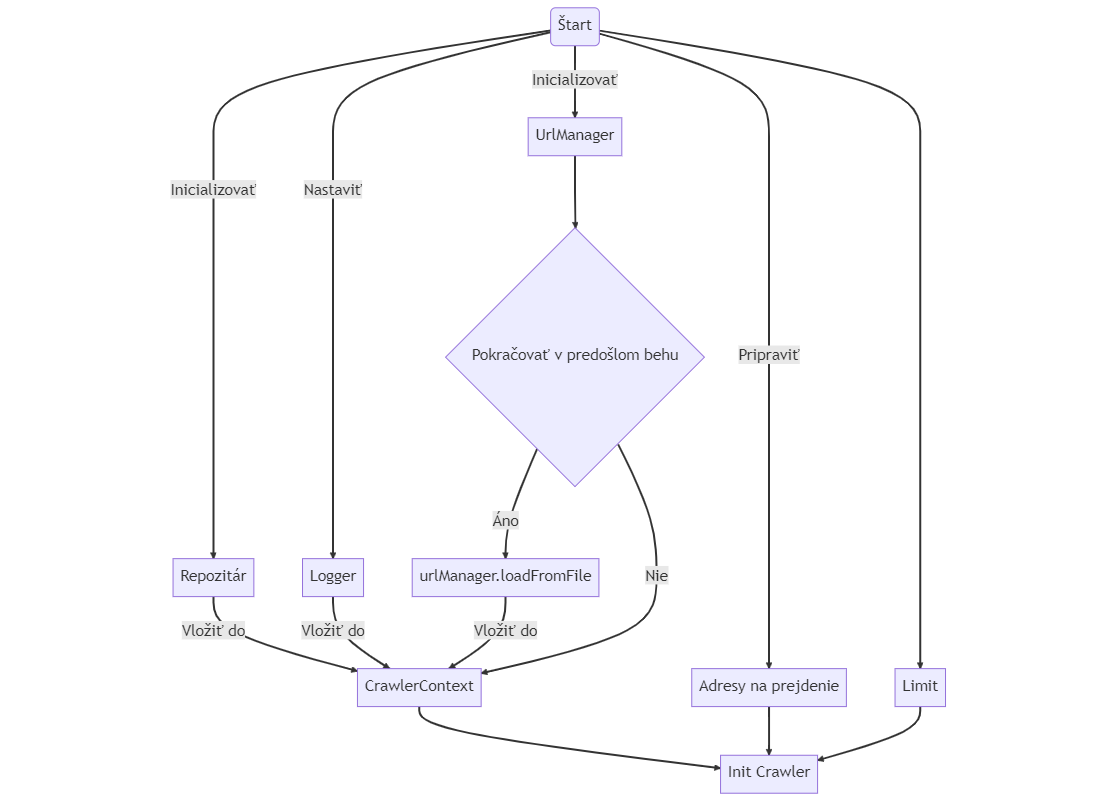 Štart
Inicializovať
UrlManager
Inicializovať
Nastaviť
Pokračovať v predošlom behu
Pripraviť
Áno
Repozitár
Logger
urlManager.loadFromFile
Nie
Vložiť do
Vložiť do
Vložiť do
CrawlerContext
Adresy na prejdenie
Limit
Init Crawler